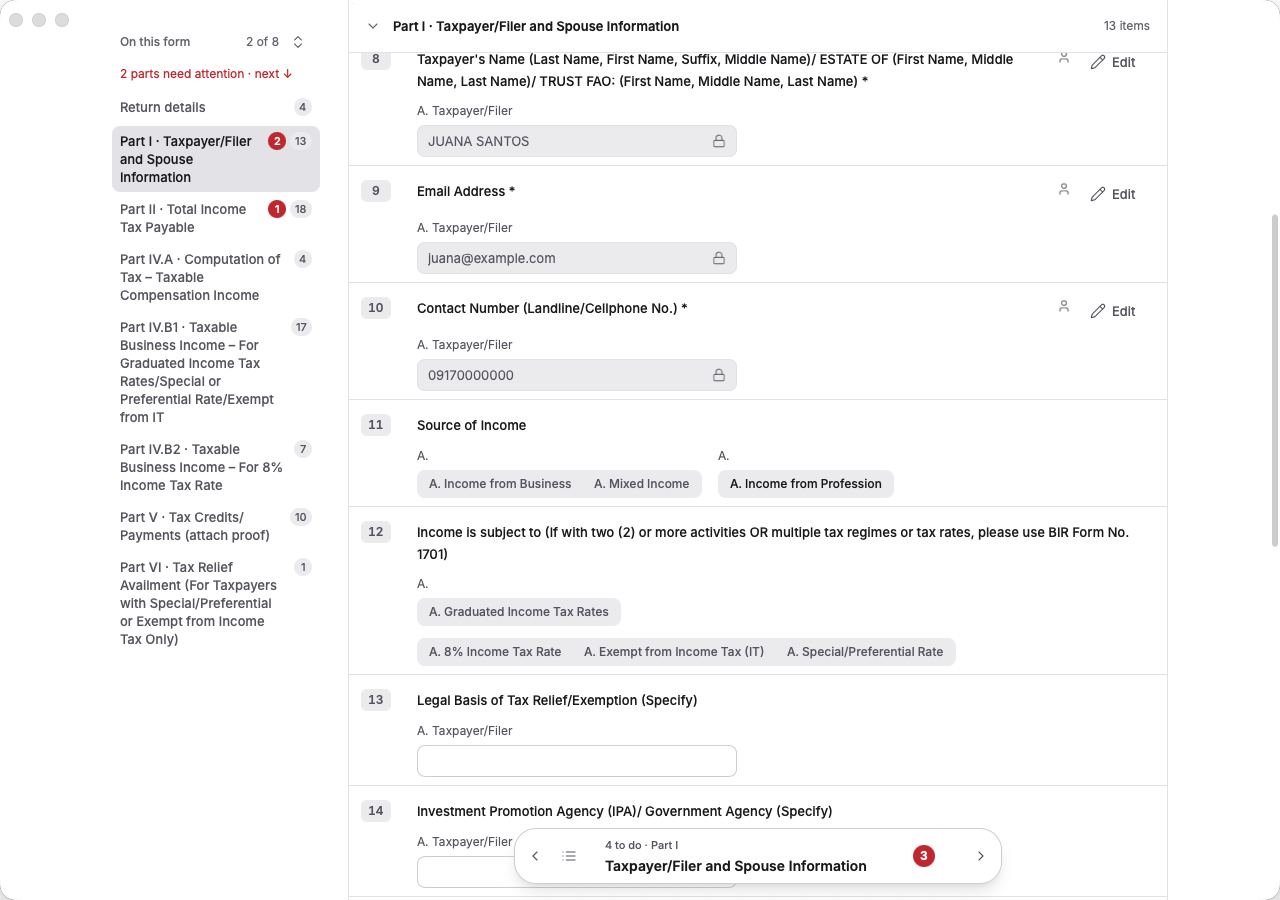 On this form 2 of 8
2 parts need attention · next ↓
Return details 4
Part I · Taxpayer/Filer and Spouse Information 2 13
Part II · Total Income Tax Payable 1 18
Part IV.A · Computation of Tax – Taxable Compensation Income 4
Part IV.B1 · Taxable Business Income – For Graduated Income Tax Rates/Special or Preferential Rate/Exempt from IT 17
Part IV.B2 · Taxable Business Income – For 8% Income Tax Rate 7
Part V · Tax Credits/ Payments (attach proof) 10
Part VI · Tax Relief Availment (For Taxpayers with Special/Preferential or Exempt from Income Tax Only) 1
Part I · Taxpayer/Filer and Spouse Information 13 items
8 Taxpayer's Name (Last Name, First Name, Suffix, Middle Name)/ ESTATE OF (First Name, Middle Edit
Name, Last Name)/ TRUST FAO: (First Name, Middle Name, Last Name) *
A. Taxpayer/Filer
JUANA SANTOS
9 Email Address * Edit
A. Taxpayer/Filer
juana@example.com
10 Contact Number (Landline/Cellphone No.) * Edit
A. Taxpayer/Filer
09170000000
11 Source of Income
A. A.
A. Income from Business A. Mixed Income A. Income from Profession
12 Income is subject to (If with two (2) or more activities OR multiple tax regimes or tax rates, please use BIR Form No.
1701)
A.
A. Graduated Income Tax Rates
A. 8% Income Tax Rate A. Exempt from Income Tax (IT) A. Special/Preferential Rate
13 Legal Basis of Tax Relief/Exemption (Specify)
A. Taxpayer/Filer
14 Investment Promotion Agency (IPA)/ Government Agency (Specify)
A. Taxpayer/Filer
4 to do · Part I
Taxpayer/Filer and Spouse Information 3